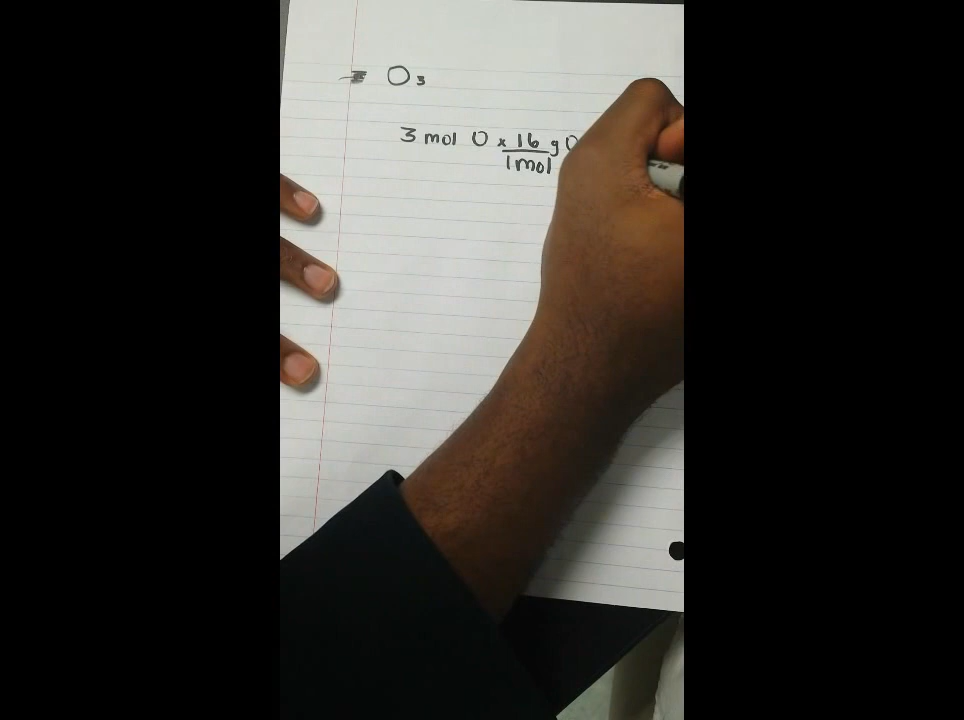 = O₃
3 mol O x 16 g O
1 mol